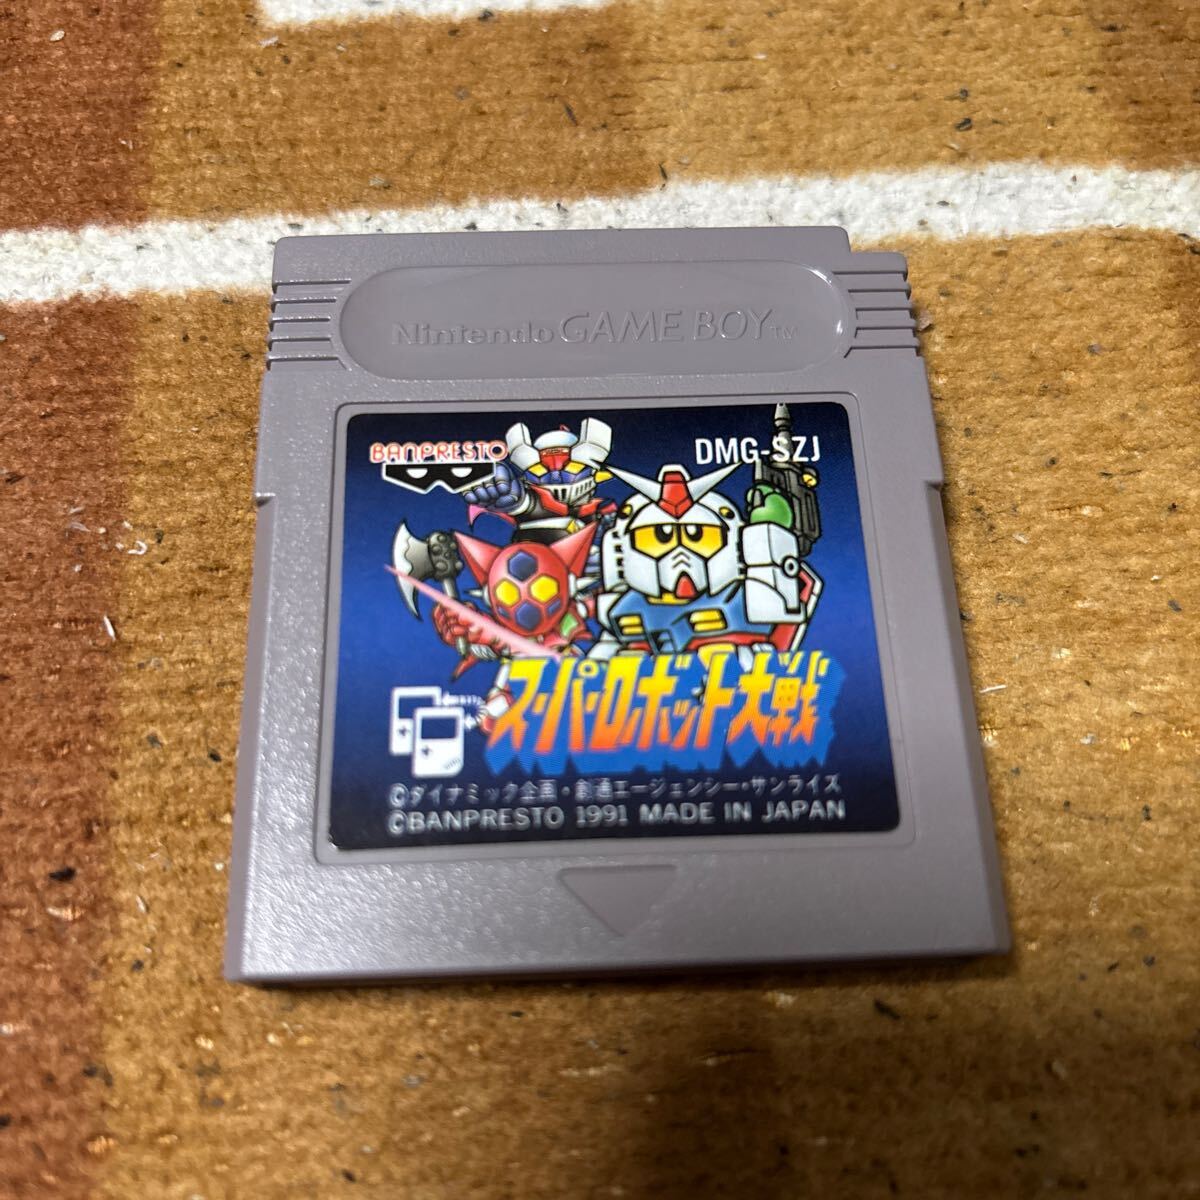 Nintendo GAME BOY TM
BANPRESTO
DMG-SZJ
スーパーロボット大戦
©ダイナミック企画・創通エージェンシー・サンライズ
©BANPRESTO 1991 MADE IN JAPAN